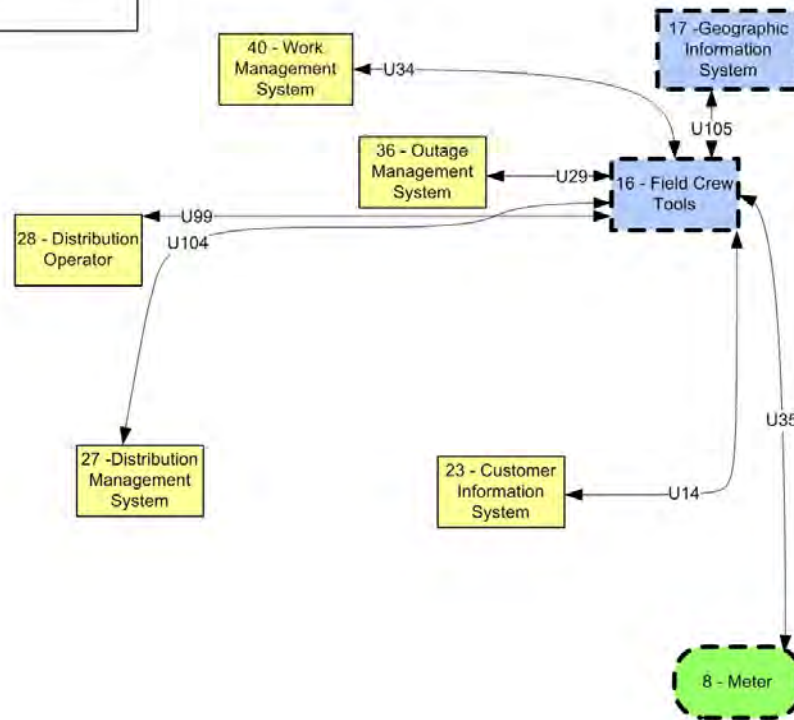 17 -Geographic
Information
System
40 - Work
Management
System
U34
U105
36 - Outage
Management
System
U29
16 - Field Crew
Tools
U99
28 - Distribution
Operator
U104
U35
27 -Distribution
Management
System
23 - Customer
Information
System
U14
8 - Meter